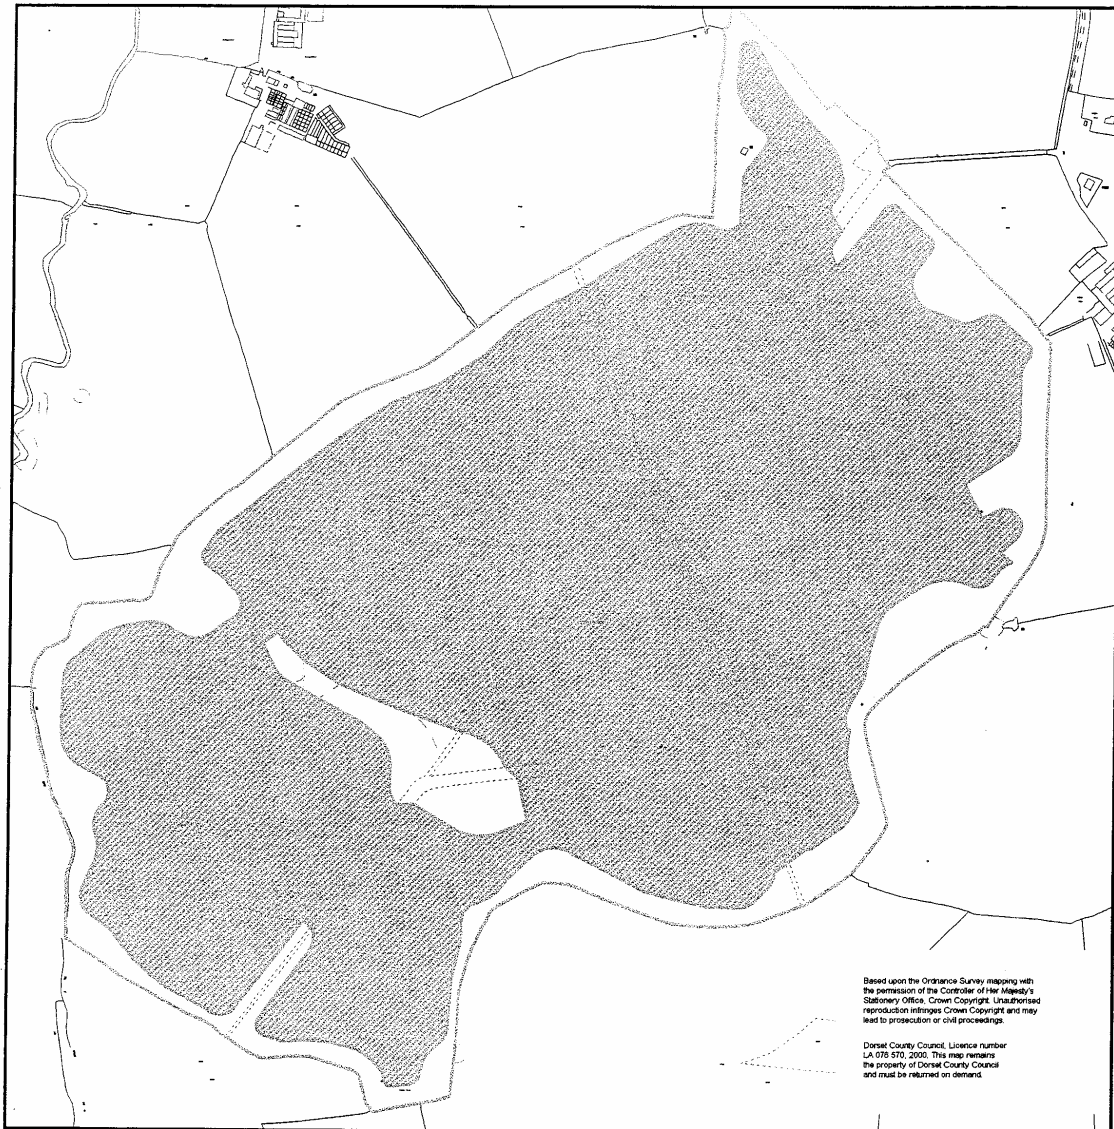 Based upon the Ordnance Survey mapping with
the permission of the Controller of Her Majesty's
Stationery Office, Crown Copyright. Unauthorised
reproduction infringes Crown Copyright and may
lead to prosecution or civil proceedings.
Dorset County Council, Licence number
LA 076 570, 2000. This map remains
the property of Dorset County Council
and must be returned on demand.